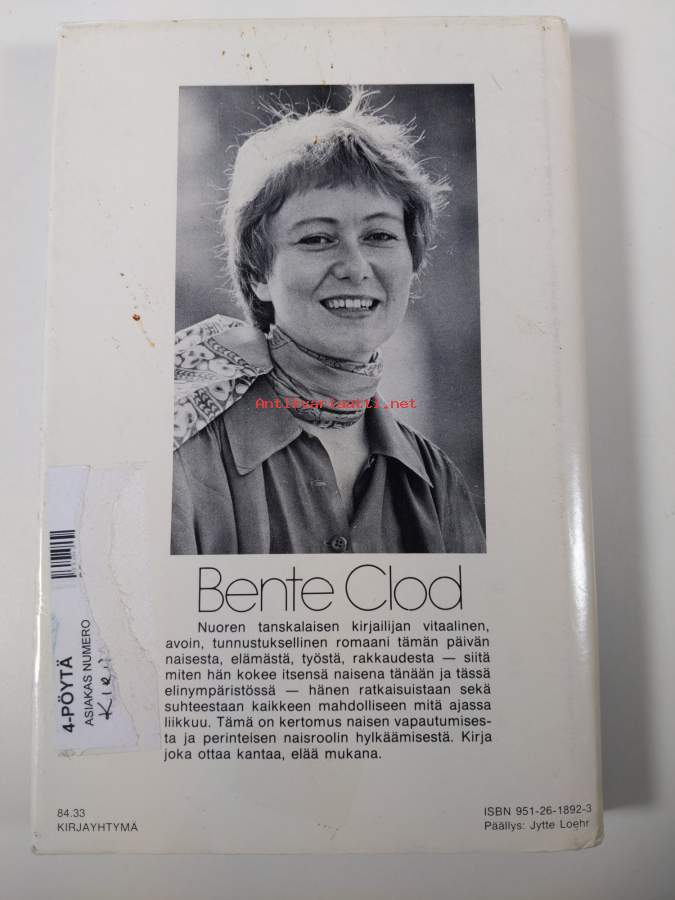 Antikvartautti.net
Bente Clod
Nuoren tanskalaisen kirjailijan vitaalinen,
avoin, tunnustuksellinen romaani tämän päivän
naisesta, elämästä, työstä, rakkaudesta — siitä
miten hän kokee itsensä naisena tänään ja tässä
elinympäristössä — hänen ratkaisuistaan sekä
suhteestaan kaikkeen mahdolliseen mitä ajassa
liikkuu. Tämä on kertomus naisen vapautumises-
ta ja perinteisen naisroolin hylkäämisestä. Kirja
joka ottaa kantaa, elää mukana.
4-PÖYTÄ
ASIAKAS NUMERO
84.33
KIRJAYHTYMÄ
ISBN 951-26-1892-3
Päällys: Jytte Loehr